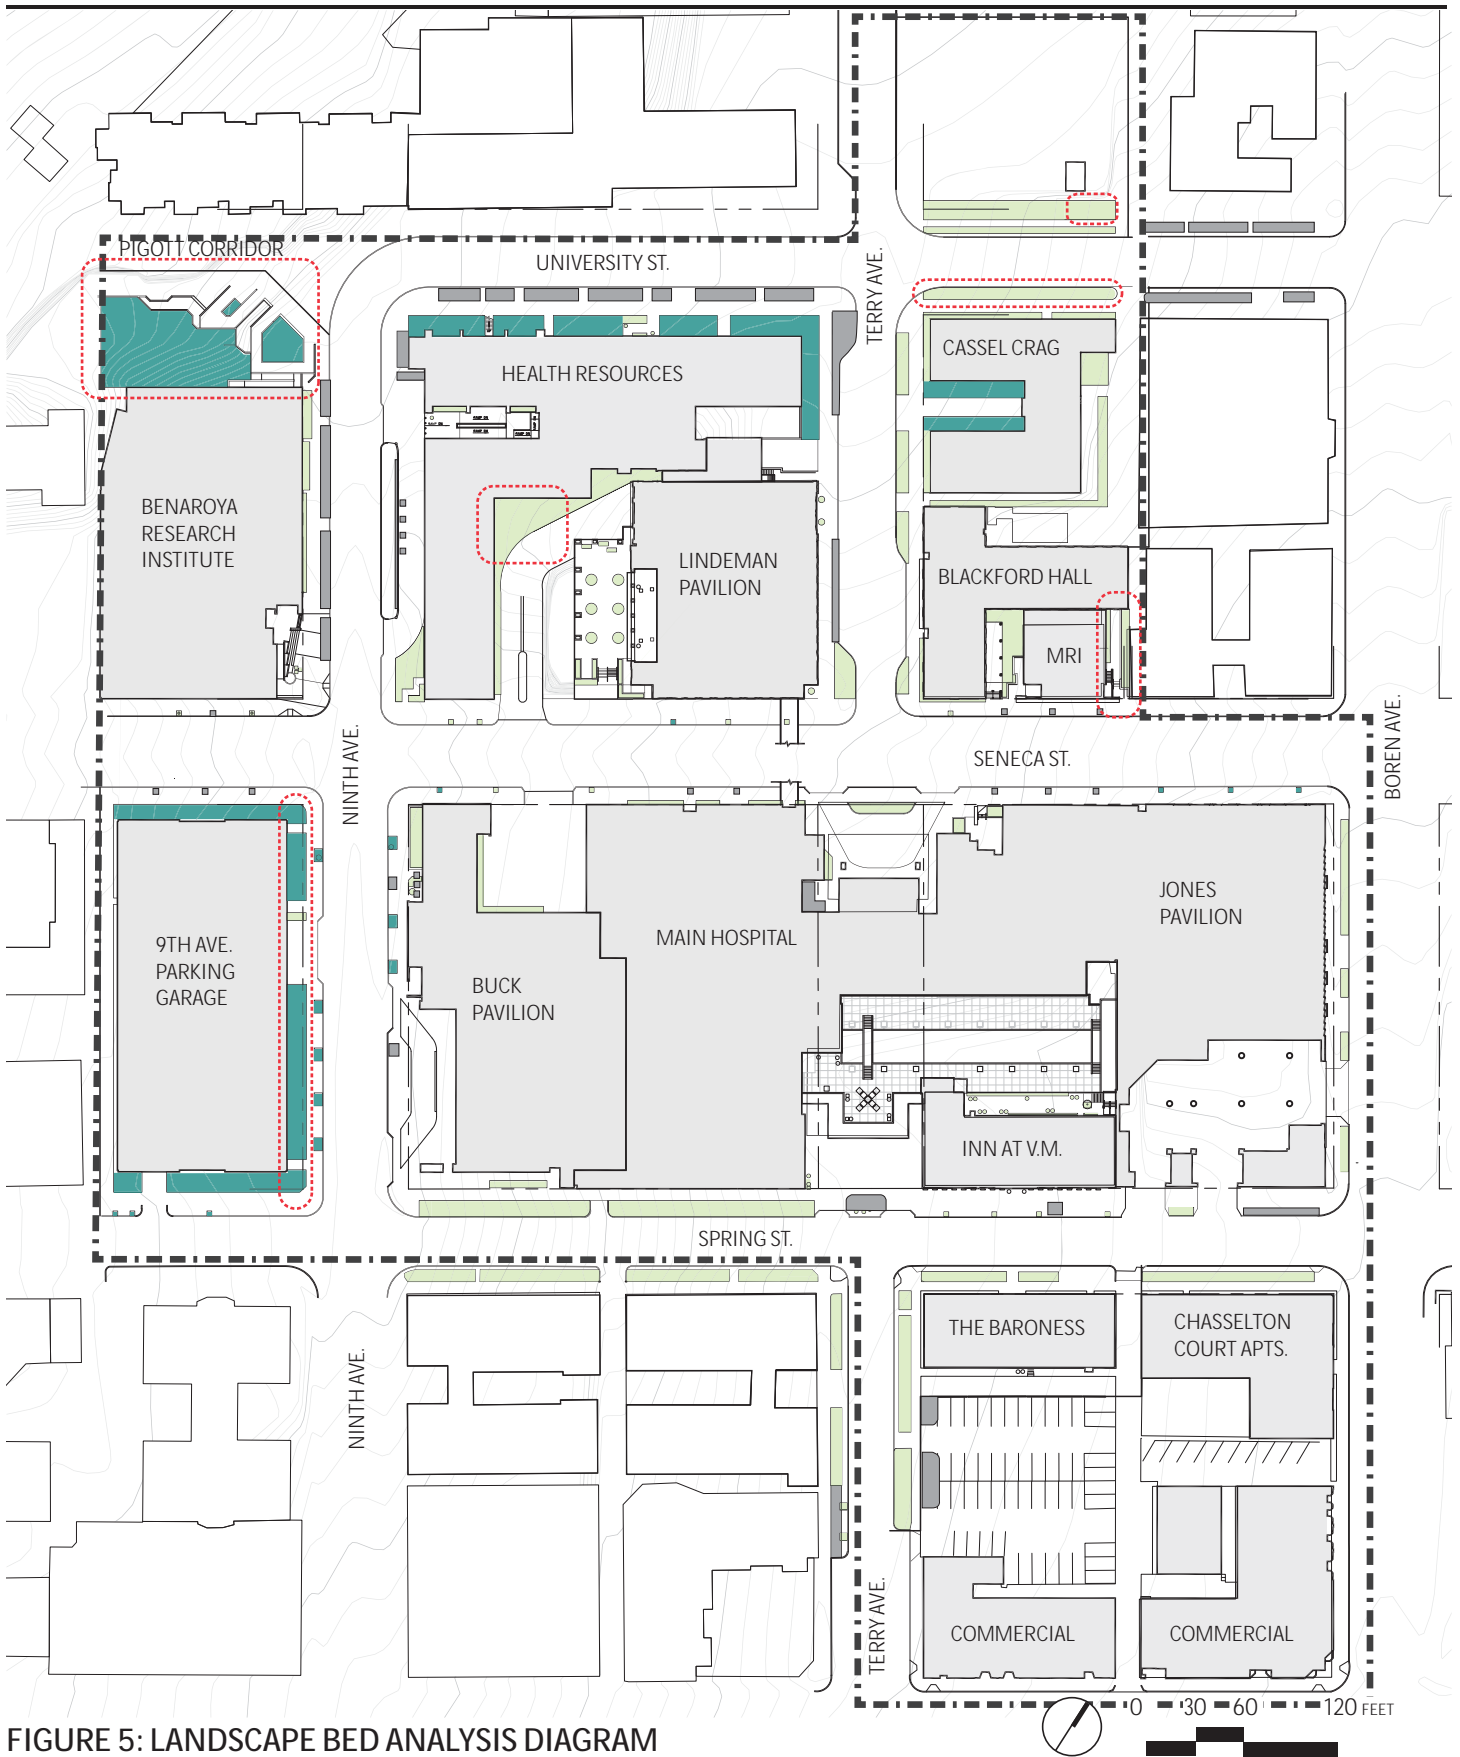 PIGOTT CORRIDOR
UNIVERSITY ST.
TERRY AVE.
CASSEL CRAG
HEALTH RESOURCES
BENAROYA
RESEARCH
INSTITUTE
LINDEMAN
PAVILION
BLACKFORD HALL
MRI
NINTH AVE.
SENECA ST.
BOREN AVE.
9TH AVE.
PARKING
GARAGE
BUCK
PAVILION
MAIN HOSPITAL
JONES
PAVILION
INN AT V.M.
SPRING ST.
NINTH AVE.
THE BARONESS
CHASSELTON
COURT APTS.
TERRY AVE.
COMMERCIAL
COMMERCIAL
0 30 60 120 FEET
FIGURE 5: LANDSCAPE BED ANALYSIS DIAGRAM